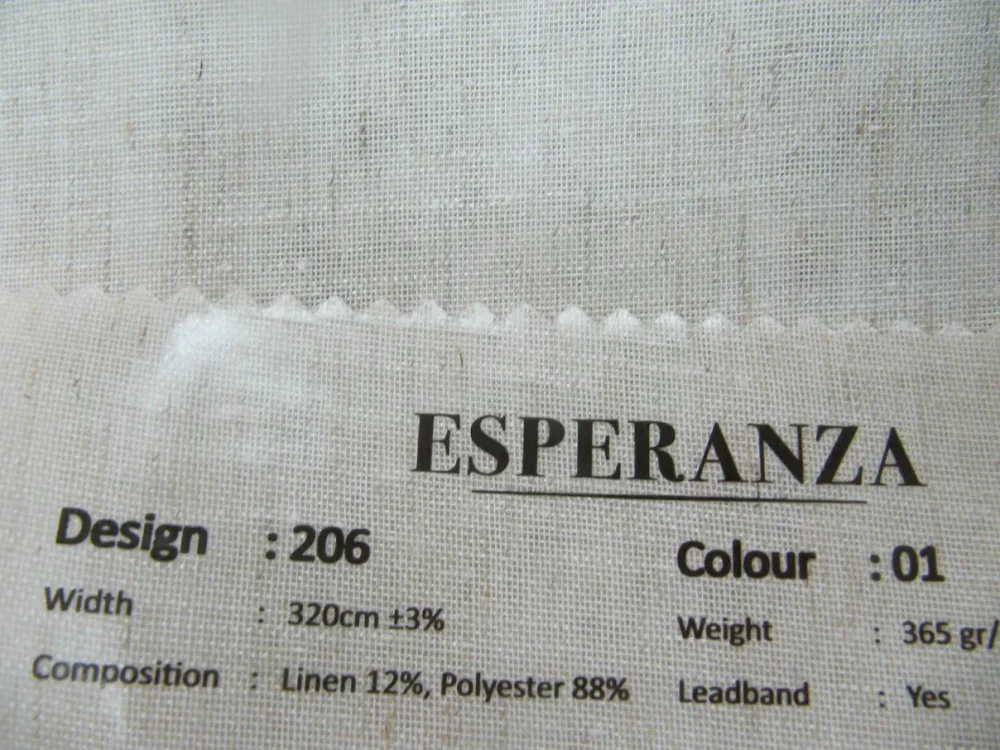 ESPERANZA
Design : 206 Colour : 01
Width : 320cm ±3% Weight : 365 gr/
Composition : Linen 12%, Polyester 88% Leadband : Yes